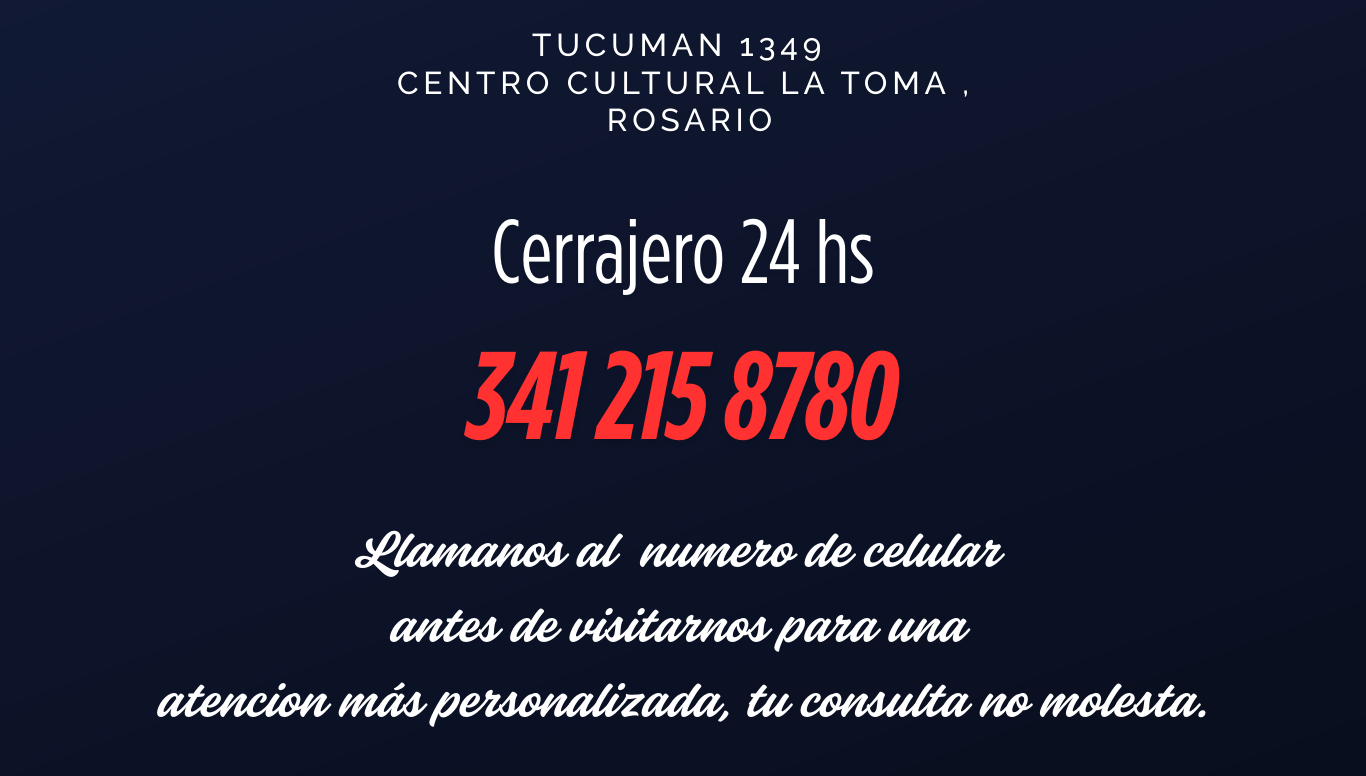 TUCUMAN 1349
CENTRO CULTURAL LA TOMA ,
ROSARIO
Cerrajero 24 hs
341 215 8780
Llamanos al numero de celular
antes de visitarnos para una
atencion más personalizada, tu consulta no molesta.